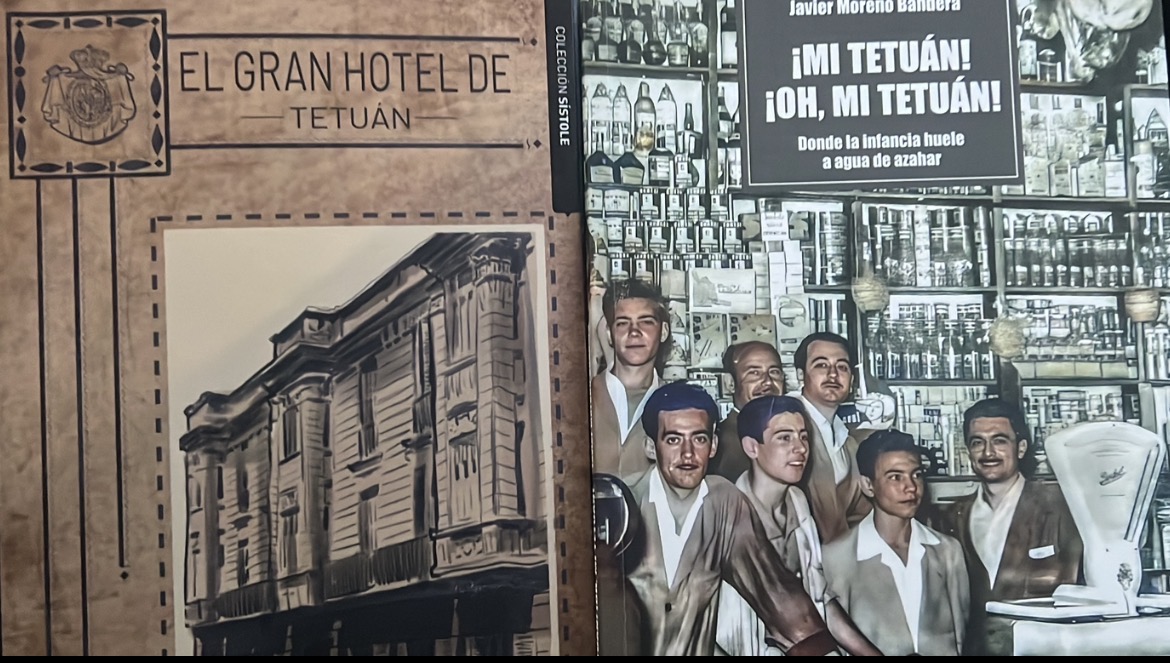 EL GRAN HOTEL DE
TETUÁN
COLECCIÓN SÍSTOLE
Javier Moreno Bandera
¡MI TETUÁN!
¡OH, MI TETUÁN!
Donde la infancia huele
a agua de azahar